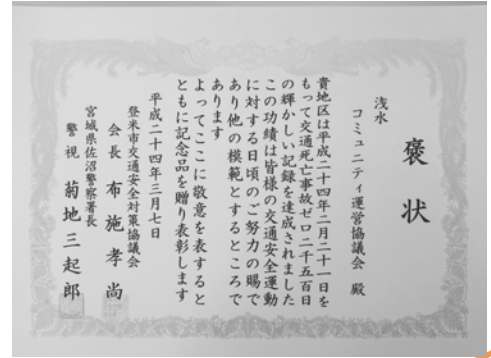 褒状
浅水
コミュニティ運営協議会 殿
貴地区は平成二十四年二月二十一日を
もって交通死亡事故ゼロ二千五百日
の輝かしい記録を達成されました
この功績は皆様の交通安全運動
に対する日頃のご努力の賜で
あり他の模範とするところで
あります
よってここに敬意を表すると
ともに記念品を贈り表彰します
平成二十四年三月七日
登米市交通安全対策協議会
会長 布施孝尚
宮城県佐沼警察署長
警視 菊地三起郎